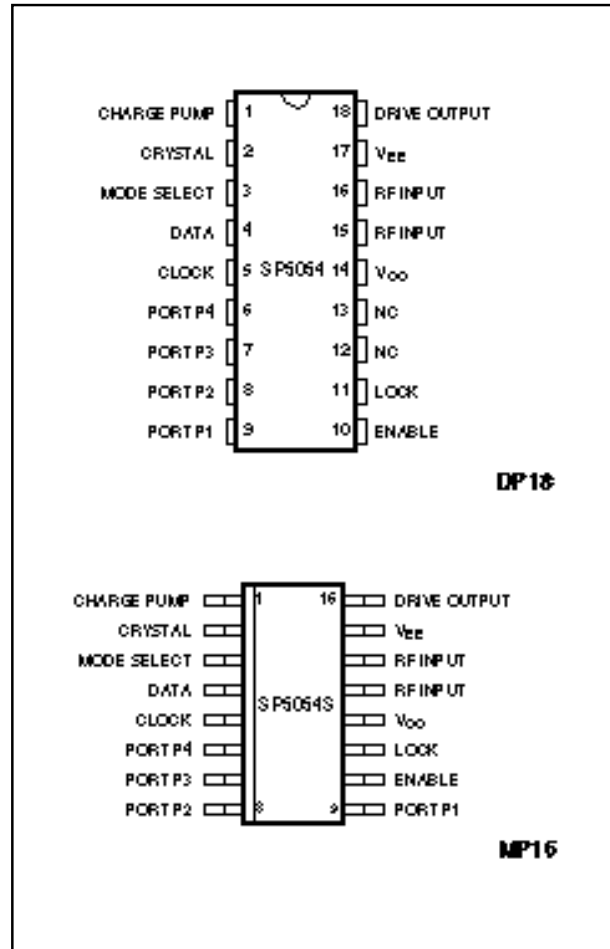 CHARGE PUMP 1 18 DRIVE OUTPUT
CRYSTAL 2 17 VEE
MODE SELECT 3 16 RF INPUT
DATA 4 15 RF INPUT
CLOCK 5 SP5054 14 VCC
PORT P4 6 13 NC
PORT P3 7 12 NC
PORT P2 8 11 LOCK
PORT P1 9 10 ENABLE
DP18
CHARGE PUMP 1 16 DRIVE OUTPUT
CRYSTAL VEE
MODE SELECT RF INPUT
DATA RF INPUT
SP5054S
CLOCK VCC
PORT P4 LOCK
PORT P3 ENABLE
PORT P2 8 9 PORT P1
MP16